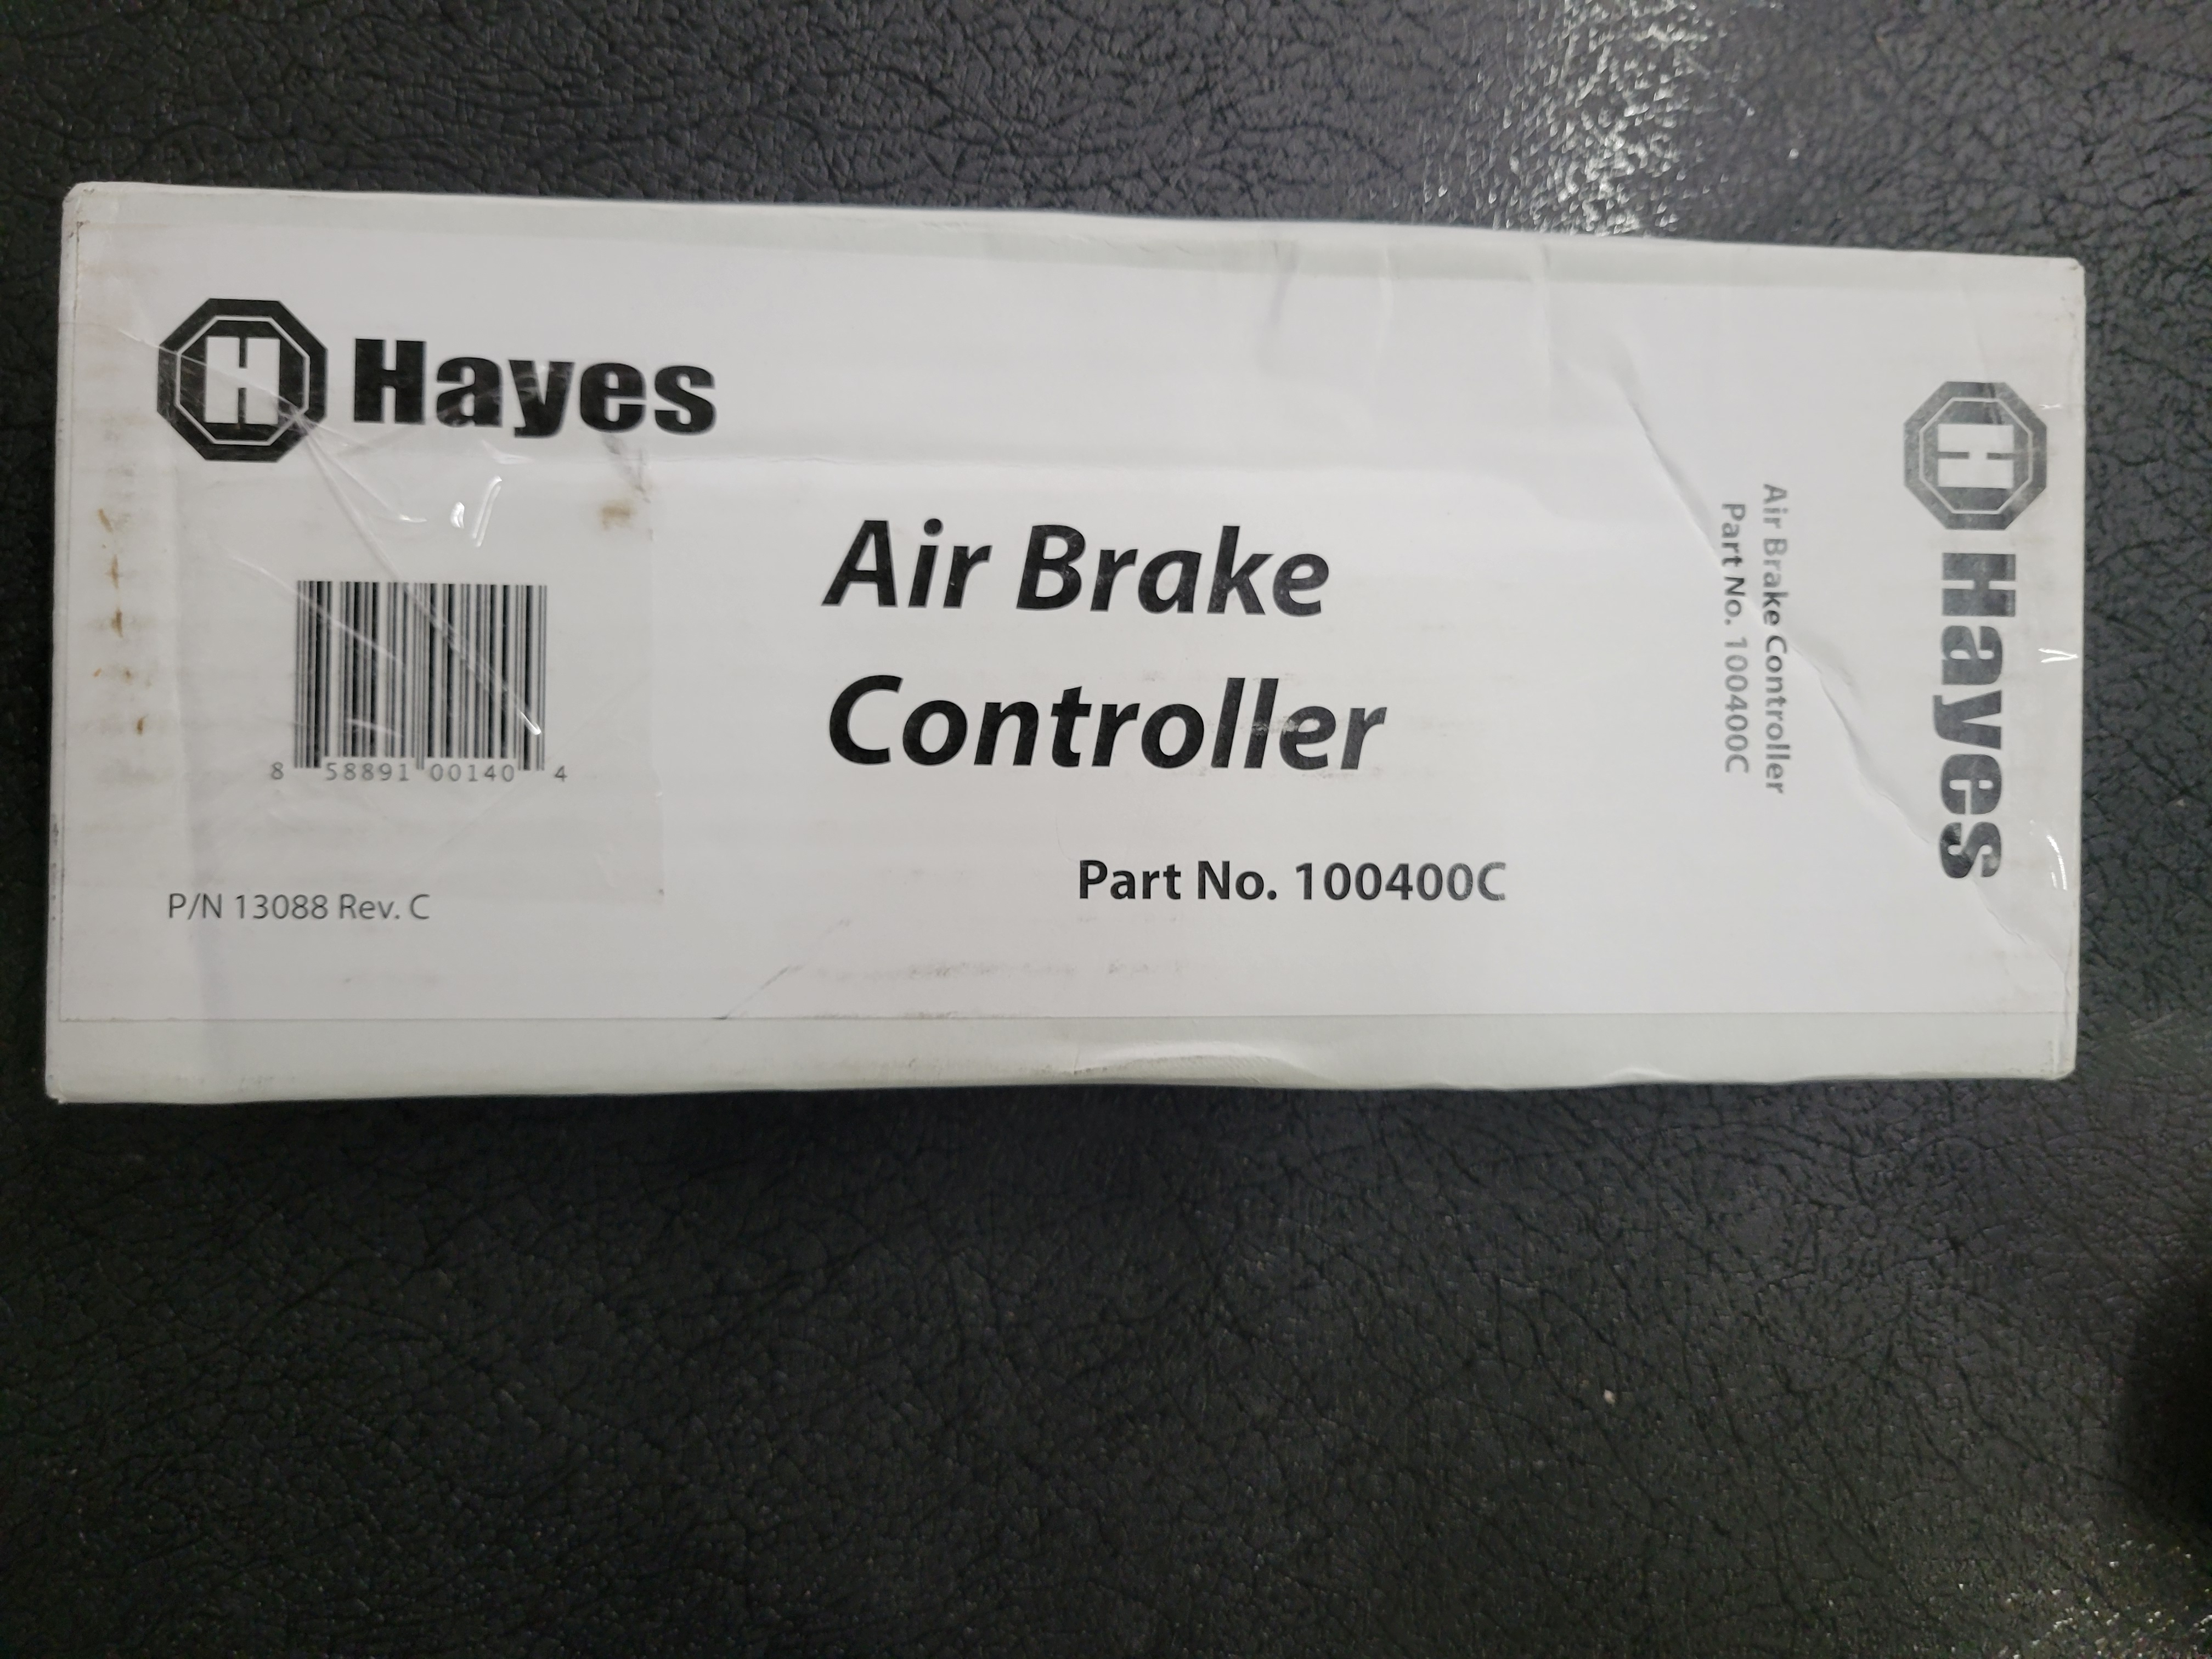 H Hayes
Air Brake
Controller
8 58891 00140 4
Part No. 100400C
P/N 13088 Rev. C
H Hayes
Air Brake Controller
Part No. 100400C